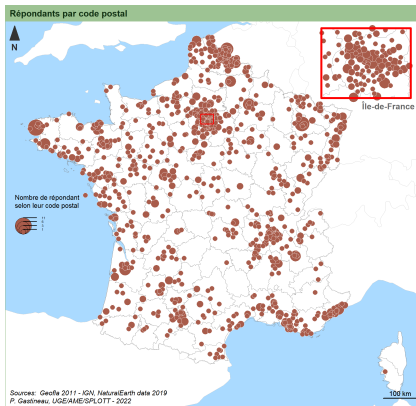 Répondants par code postal
N
Île-de-France
Nombre de répondant
selon leur code postal
Sources: Geofla 2011 - IGN, NaturalEarth data 2019
P. Gastineau, UGE/AME/SPLOTT - 2022
100 km